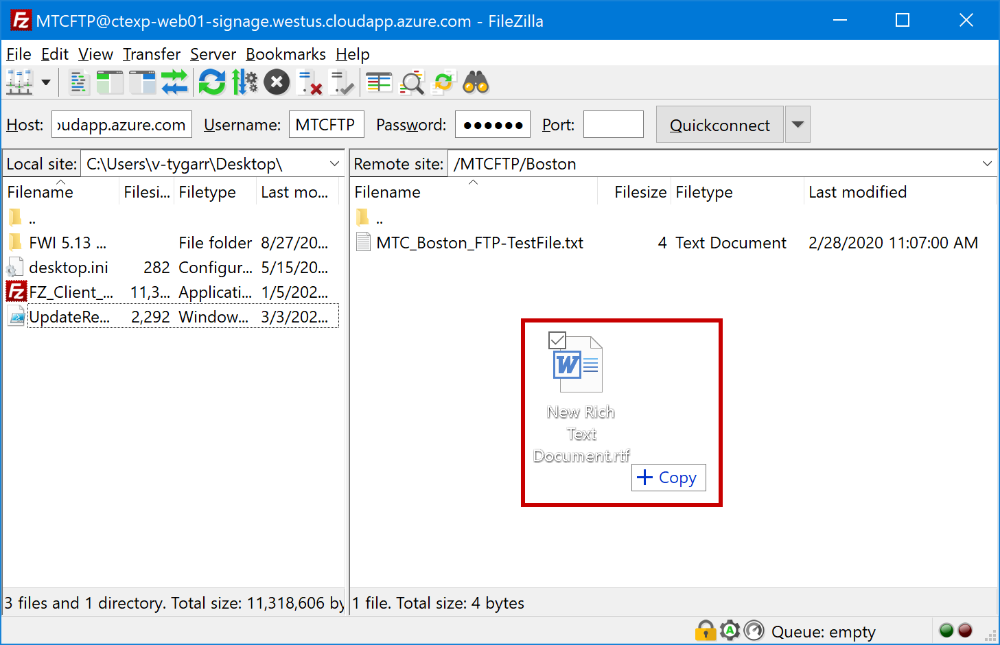 MTCFTP@ctexp-web01-signage.westus.cloudapp.azure.com - FileZilla
File Edit View Transfer Server Bookmarks Help
Host: oudapp.azure.com Username: MTCFTP Password: ●●●●●● Port: Quickconnect
Local site: C:\Users\v-tygarr\Desktop\ Remote site: /MTCFTP/Boston
Filename Filesi... Filetype Last mo... Filename Filesize Filetype Last modified
.. ..
FWI 5.13 ... File folder 8/27/20... MTC_Boston_FTP-TestFile.txt 4 Text Document 2/28/2020 11:07:00 AM
desktop.ini 282 Configur... 5/15/20...
FZ_Client_... 11,3... Applicati... 1/5/202...
UpdateRe... 2,292 Window... 3/3/202...
W
New Rich
Text
Document.rtf
+ Copy
3 files and 1 directory. Total size: 11,318,606 by 1 file. Total size: 4 bytes
Queue: empty